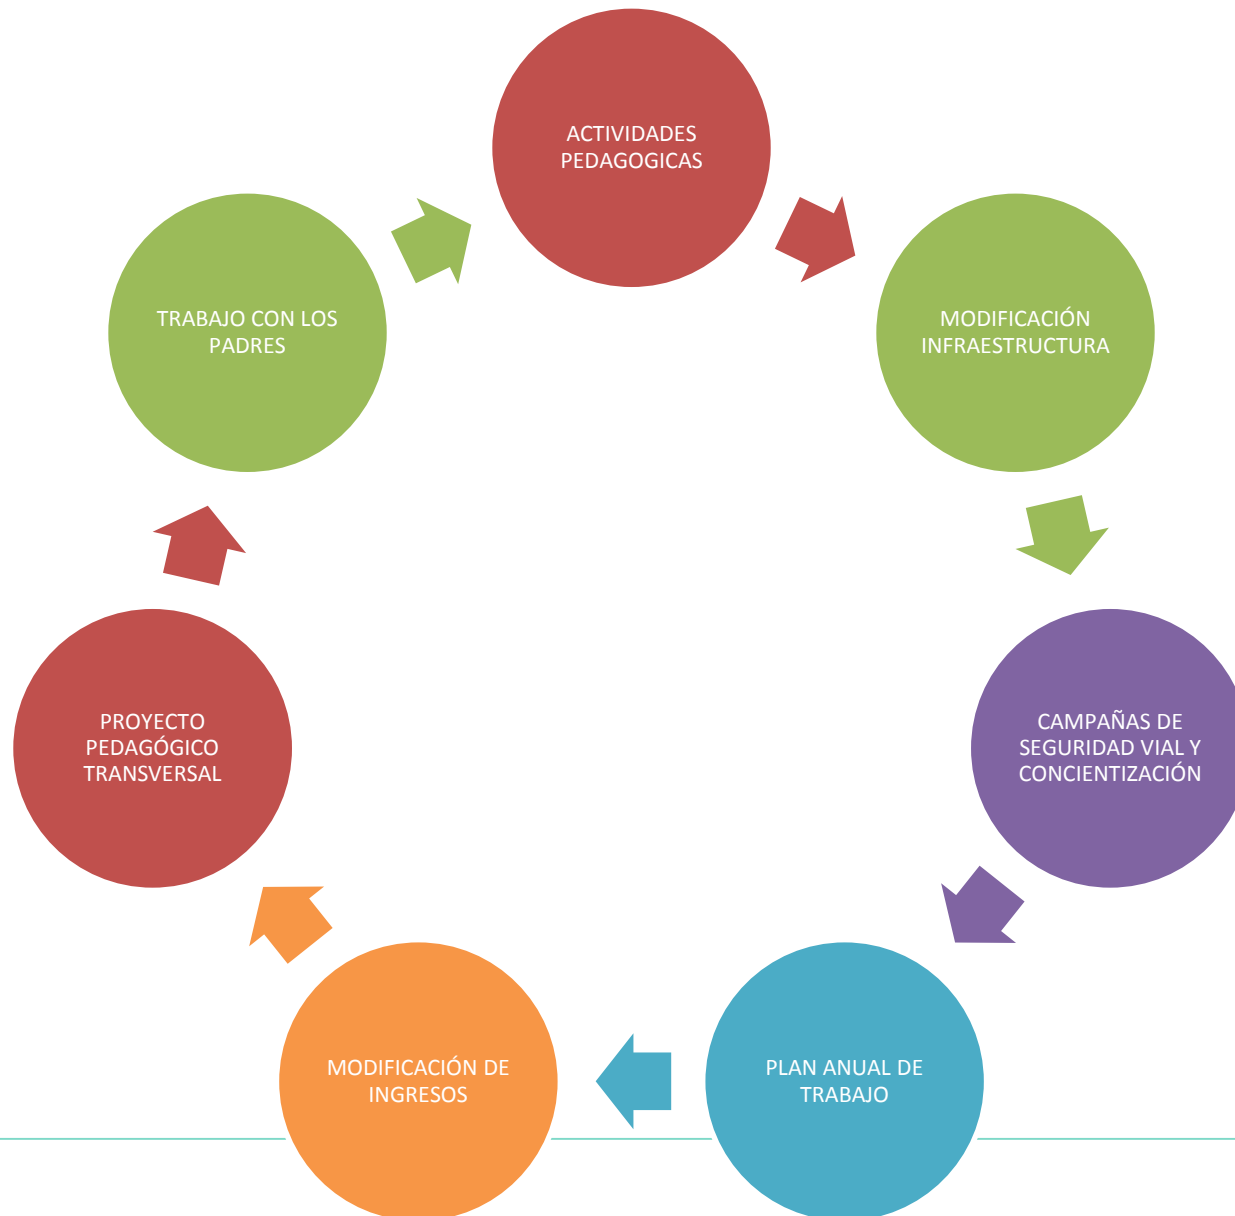 ACTIVIDADES
PEDAGOGICAS
MODIFICACIÓN
INFRAESTRUCTURA
CAMPAÑAS DE
SEGURIDAD VIAL Y
CONCIENTIZACIÓN
PLAN ANUAL DE
TRABAJO
MODIFICACIÓN DE
INGRESOS
PROYECTO
PEDAGÓGICO
TRANSVERSAL
TRABAJO CON LOS
PADRES